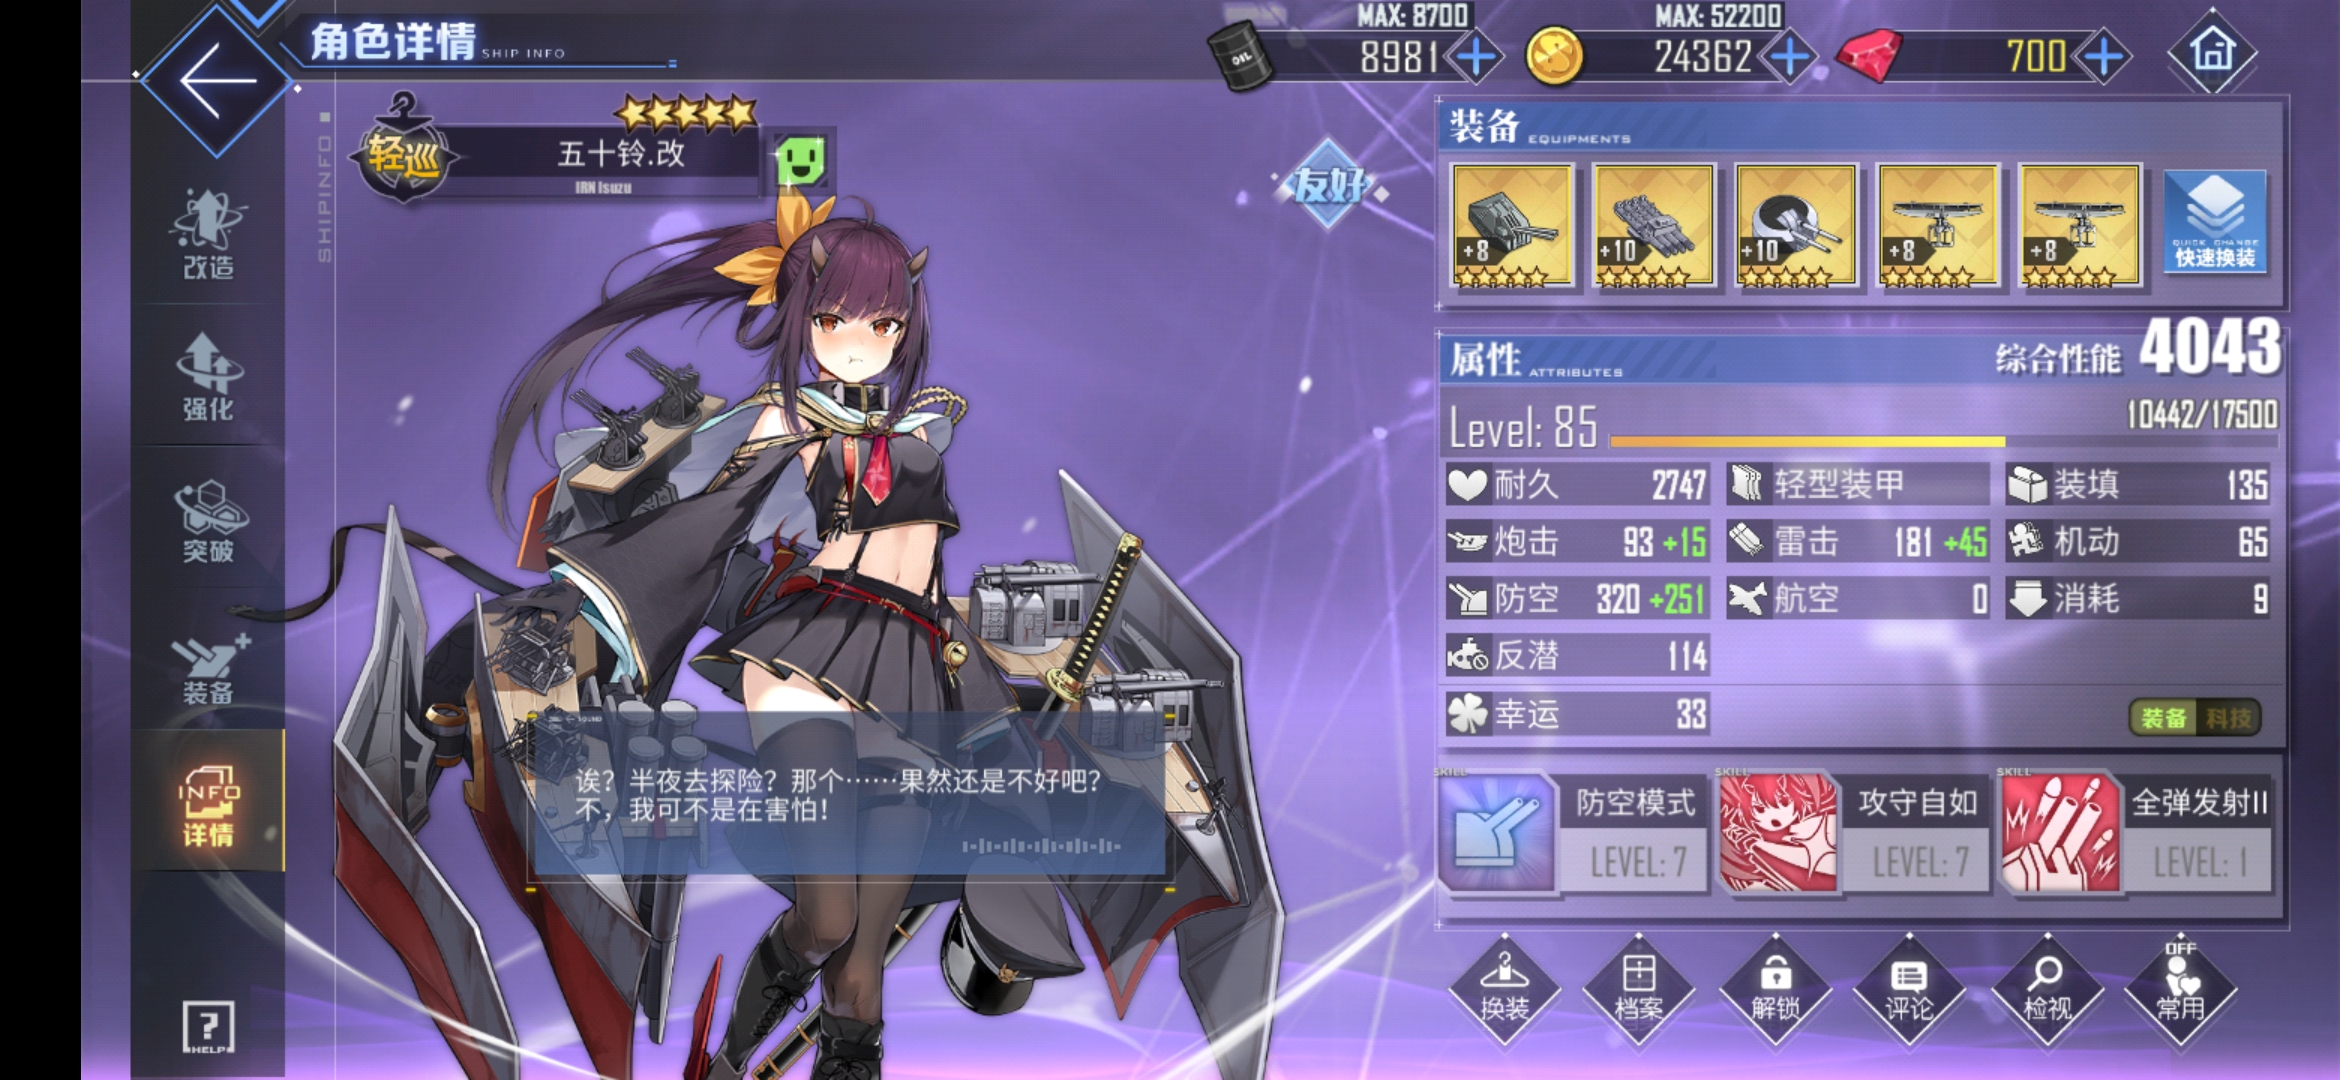 角色详情 SHIP INFO
MAX: 8700
8981
MAX: 52200
24362
700
OIL
SHIPINFO
轻巡
五十铃.改
IRN Isuzu
友好
改造
强化
突破
装备
INFO
详情
?
HELP
装备 EQUIPMENTS
+8
+10
+10
+8
+8
QUICK CHANGE
快速换装
属性 ATTRIBUTES
综合性能 4043
Level: 85
10442/17500
耐久 2747 轻型装甲 装填 135
炮击 93 +15 雷击 181 +45 机动 65
防空 320 +251 航空 0 消耗 9
反潜 114
幸运 33
装备 科技
SOUND
诶？半夜去探险？那个……果然还是不好吧？
不，我可不是在害怕！
SKILL SKILL SKILL
防空模式 攻守自如 全弹发射II
LEVEL: 7 LEVEL: 7 LEVEL: 1
OFF
换装 档案 解锁 评论 检视 常用